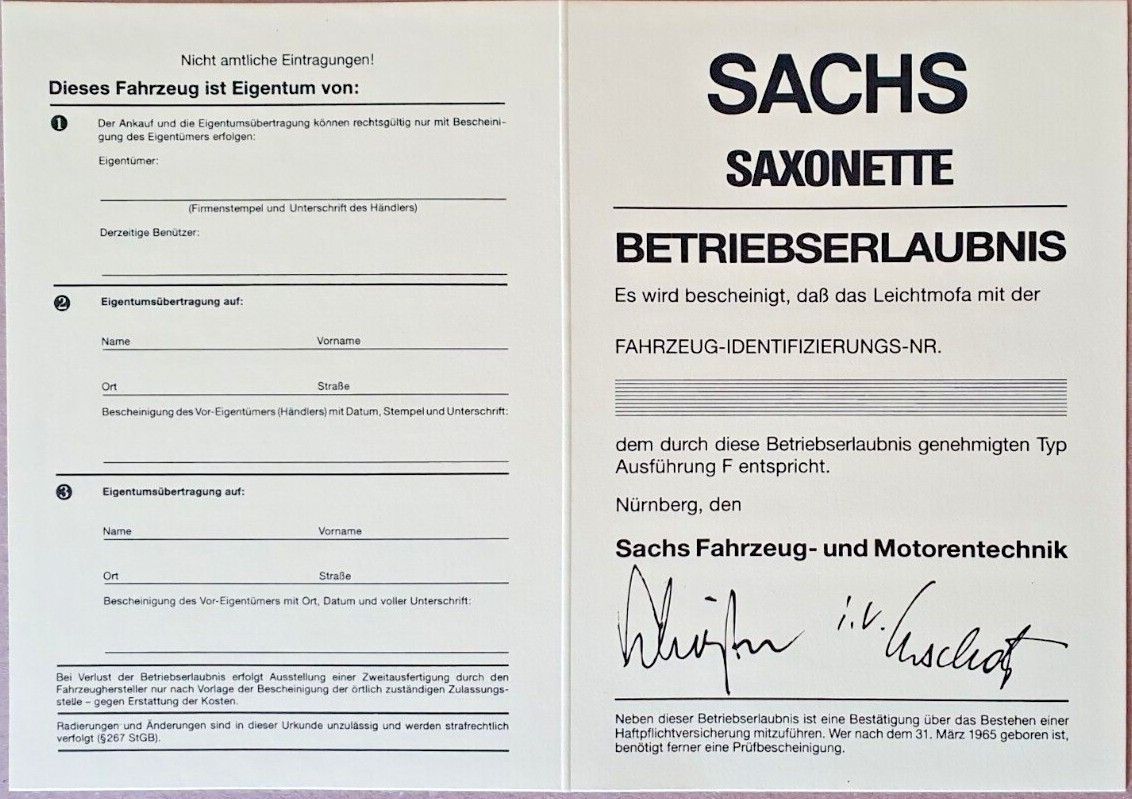 Nicht amtliche Eintragungen!
Dieses Fahrzeug ist Eigentum von:
1
Der Ankauf und die Eigentumsübertragung können rechtsgültig nur mit Bescheini-
gung des Eigentümers erfolgen:
Eigentümer:
(Firmenstempel und Unterschrift des Händlers)
Derzeitige Benützer:
2 Eigentumsübertragung auf:
Name Vorname
Ort Straße
Bescheinigung des Vor-Eigentümers (Händlers) mit Datum, Stempel und Unterschrift:
3 Eigentumsübertragung auf:
Name Vorname
Ort Straße
Bescheinigung des Vor-Eigentümers mit Ort, Datum und voller Unterschrift:
Bei Verlust der Betriebserlaubnis erfolgt Ausstellung einer Zweitausfertigung durch den
Fahrzeughersteller nur nach Vorlage der Bescheinigung der örtlich zuständigen Zulassungs-
stelle – gegen Erstattung der Kosten.
Radierungen und Änderungen sind in dieser Urkunde unzulässig und werden strafrechtlich
verfolgt (§267 StGB).
SACHS
SAXONETTE
BETRIEBSERLAUBNIS
Es wird bescheinigt, daß das Leichtmofa mit der
FAHRZEUG-IDENTIFIZIERUNGS-NR.
dem durch diese Betriebserlaubnis genehmigten Typ
Ausführung F entspricht.
Nürnberg, den
Sachs Fahrzeug- und Motorentechnik
i.V.
Neben dieser Betriebserlaubnis ist eine Bestätigung über das Bestehen einer
Haftpflichtversicherung mitzuführen. Wer nach dem 31. März 1965 geboren ist,
benötigt ferner eine Prüfbescheinigung.